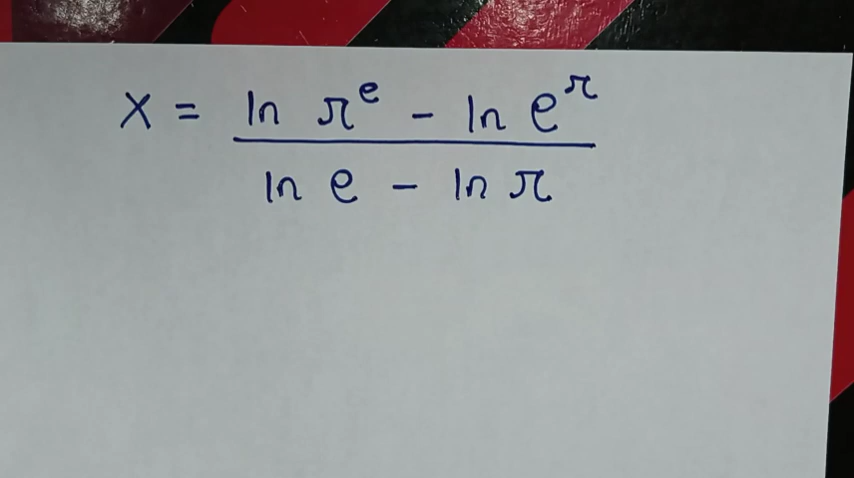 x = ln π^e - ln e^π
ln e - ln π